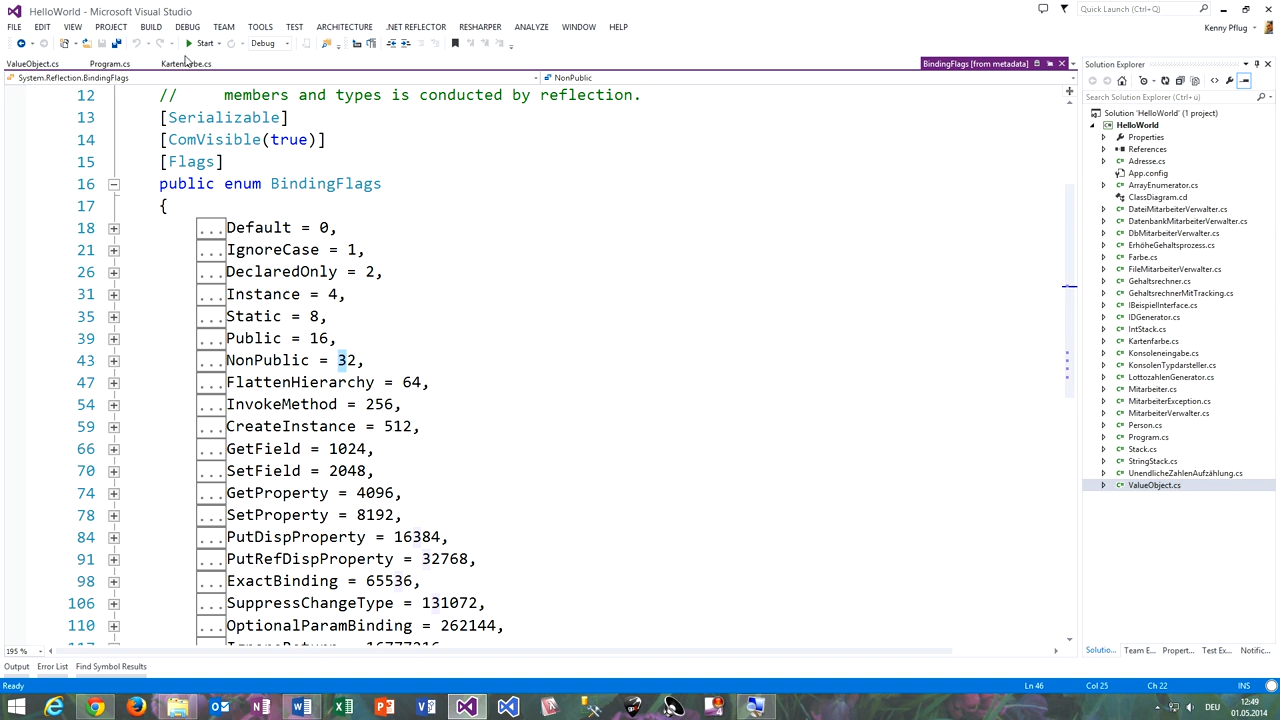 HelloWorld - Microsoft Visual Studio
Quick Launch (Ctrl+Q)
FILE EDIT VIEW PROJECT BUILD DEBUG TEAM TOOLS TEST ARCHITECTURE .NET REFLECTOR RESHARPER ANALYZE WINDOW HELP
Kenny Pflug
Start Debug
ValueObject.cs Program.cs Kartenfarbe.cs BindingFlags [from metadata]
System.Reflection.BindingFlags NonPublic
12 // members and types is conducted by reflection.
13 [Serializable]
14 [ComVisible(true)]
15 [Flags]
16 public enum BindingFlags
17 {
18 ...Default = 0,
21 ...IgnoreCase = 1,
26 ...DeclaredOnly = 2,
31 ...Instance = 4,
35 ...Static = 8,
39 ...Public = 16,
43 ...NonPublic = 32,
47 ...FlattenHierarchy = 64,
54 ...InvokeMethod = 256,
59 ...CreateInstance = 512,
66 ...GetField = 1024,
70 ...SetField = 2048,
74 ...GetProperty = 4096,
78 ...SetProperty = 8192,
84 ...PutDispProperty = 16384,
91 ...PutRefDispProperty = 32768,
98 ...ExactBinding = 65536,
106 ...SuppressChangeType = 131072,
110 ...OptionalParamBinding = 262144,
195 %
Solution Explorer
Search Solution Explorer (Ctrl+ü)
Solution 'HelloWorld' (1 project)
HelloWorld
Properties
References
Adresse.cs
App.config
ArrayEnumerator.cs
ClassDiagram.cd
DateiMitarbeiterVerwalter.cs
DatenbankMitarbeiterVerwalter.cs
DbMitarbeiterVerwalter.cs
ErhöheGehaltsprozess.cs
Farbe.cs
FileMitarbeiterVerwalter.cs
Gehaltsrechner.cs
GehaltsrechnerMitTracking.cs
IBeispielInterface.cs
IDGenerator.cs
IntStack.cs
Kartenfarbe.cs
Konsoleneingabe.cs
KonsolenTypdarsteller.cs
LottozahlenGenerator.cs
Mitarbeiter.cs
MitarbeiterException.cs
MitarbeiterVerwalter.cs
Person.cs
Program.cs
Stack.cs
StringStack.cs
UnendlicheZahlenAufzählung.cs
ValueObject.cs
Solutio... Team E... Propert... Test Ex... Notific...
Output Error List Find Symbol Results
Ready Ln 46 Col 25 Ch 22 INS
DEU 12:49
01.05.2014